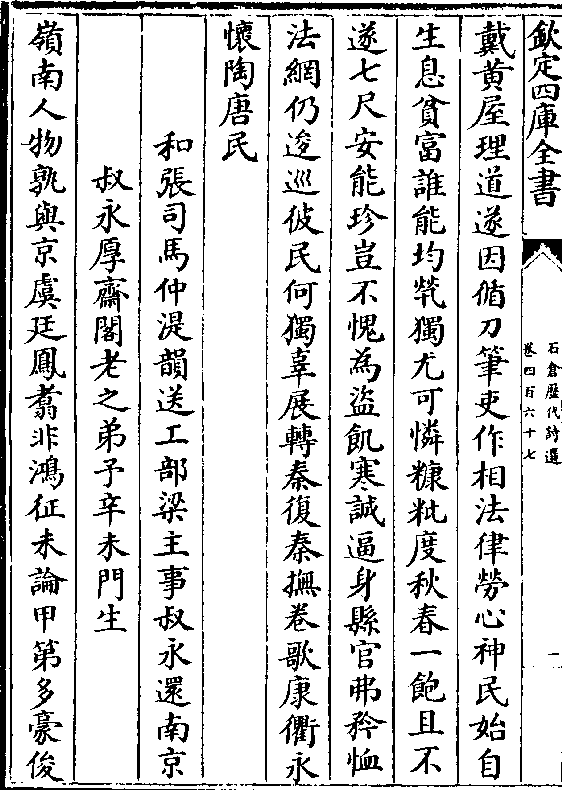 欽定四庫全書
石倉歴代詩選
卷四百六十七
一
戴黄屋理道遂因循刀筆吏作相法律勞心神民始自
生息貧富誰能均煢獨尤可憐糠粃度秋春一飽且不
遂七尺安能珍豈不愧為盜飢寒誠逼身縣官弗矜恤
法網仍逡巡彼民何獨辜展轉秦復秦撫卷歌康衢永
懷陶唐民
和張司馬仲湜韻送工部梁主事叔永還南京
叔永厚齋閣老之弟予辛未門生
嶺南人物孰與京虞廷鳳翥非鴻征未論甲第多豪俊